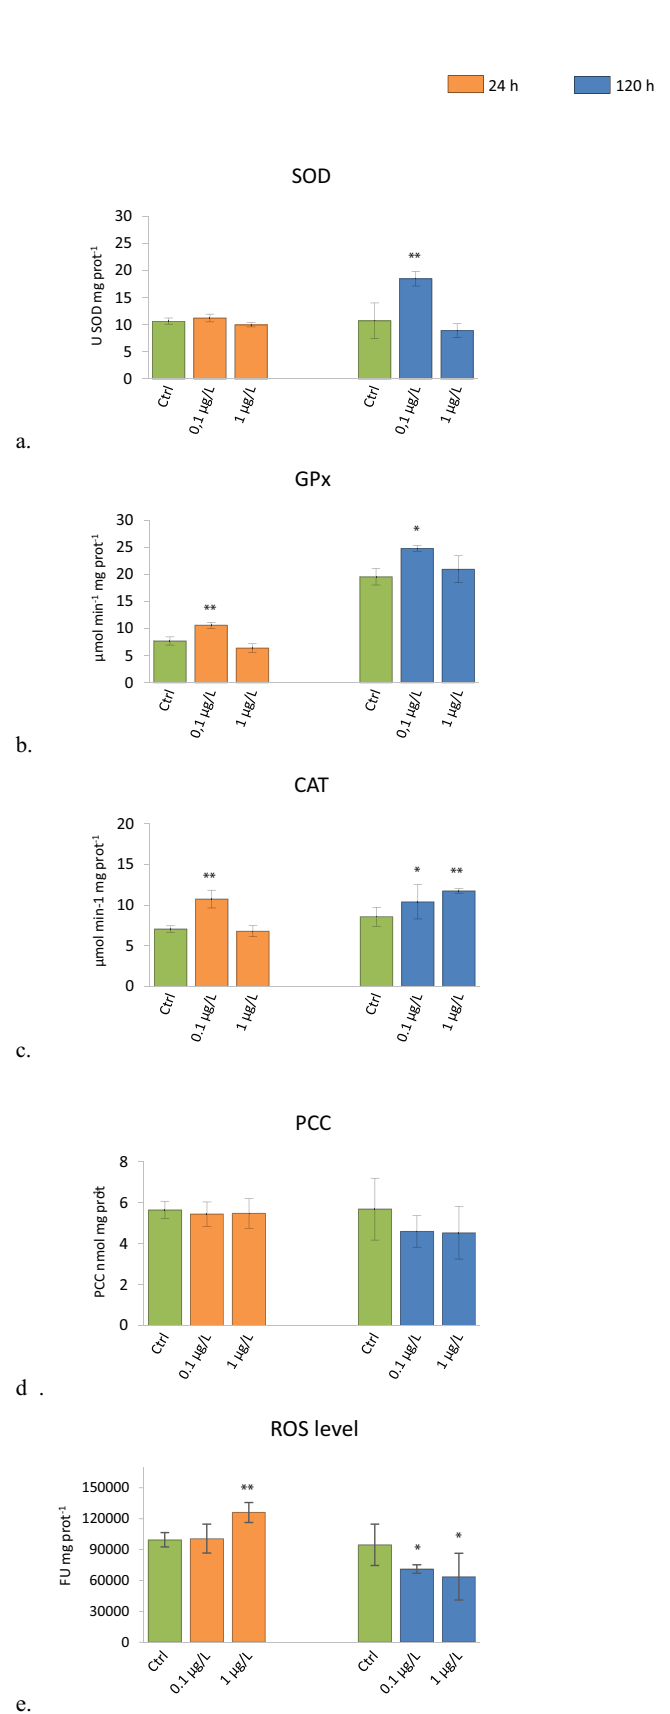 24 h 120 h
SOD
U SOD mg prot-1
30
25
20
15
10
5
0
** 
Ctrl 0,1 µg/L 1 µg/L Ctrl 0,1 µg/L 1 µg/L
a.
GPx
µmol min-1 mg prot-1
30
25
20
15
10
5
0
** *
Ctrl 0,1 µg/L 1 µg/L Ctrl 0.1 µg/L 1 µg/L
b.
CAT
µmol min-1 mg prot-1
20
15
10
5
0
** * **
Ctrl 0.1 µg/L 1 µg/L Ctrl 0.1 µg/L 1 µg/L
c.
PCC
PCC nmol mg prot-1
8
6
4
2
0
Ctrl 0.1 µg/L 1 µg/L Ctrl 0.1 µg/L 1 µg/L
d .
ROS level
FU mg prot-1
150000
120000
90000
60000
30000
0
** * *
Ctrl 0.1 µg/L 1 µg/L Ctrl 0.1 µg/L 1 µg/L
e.